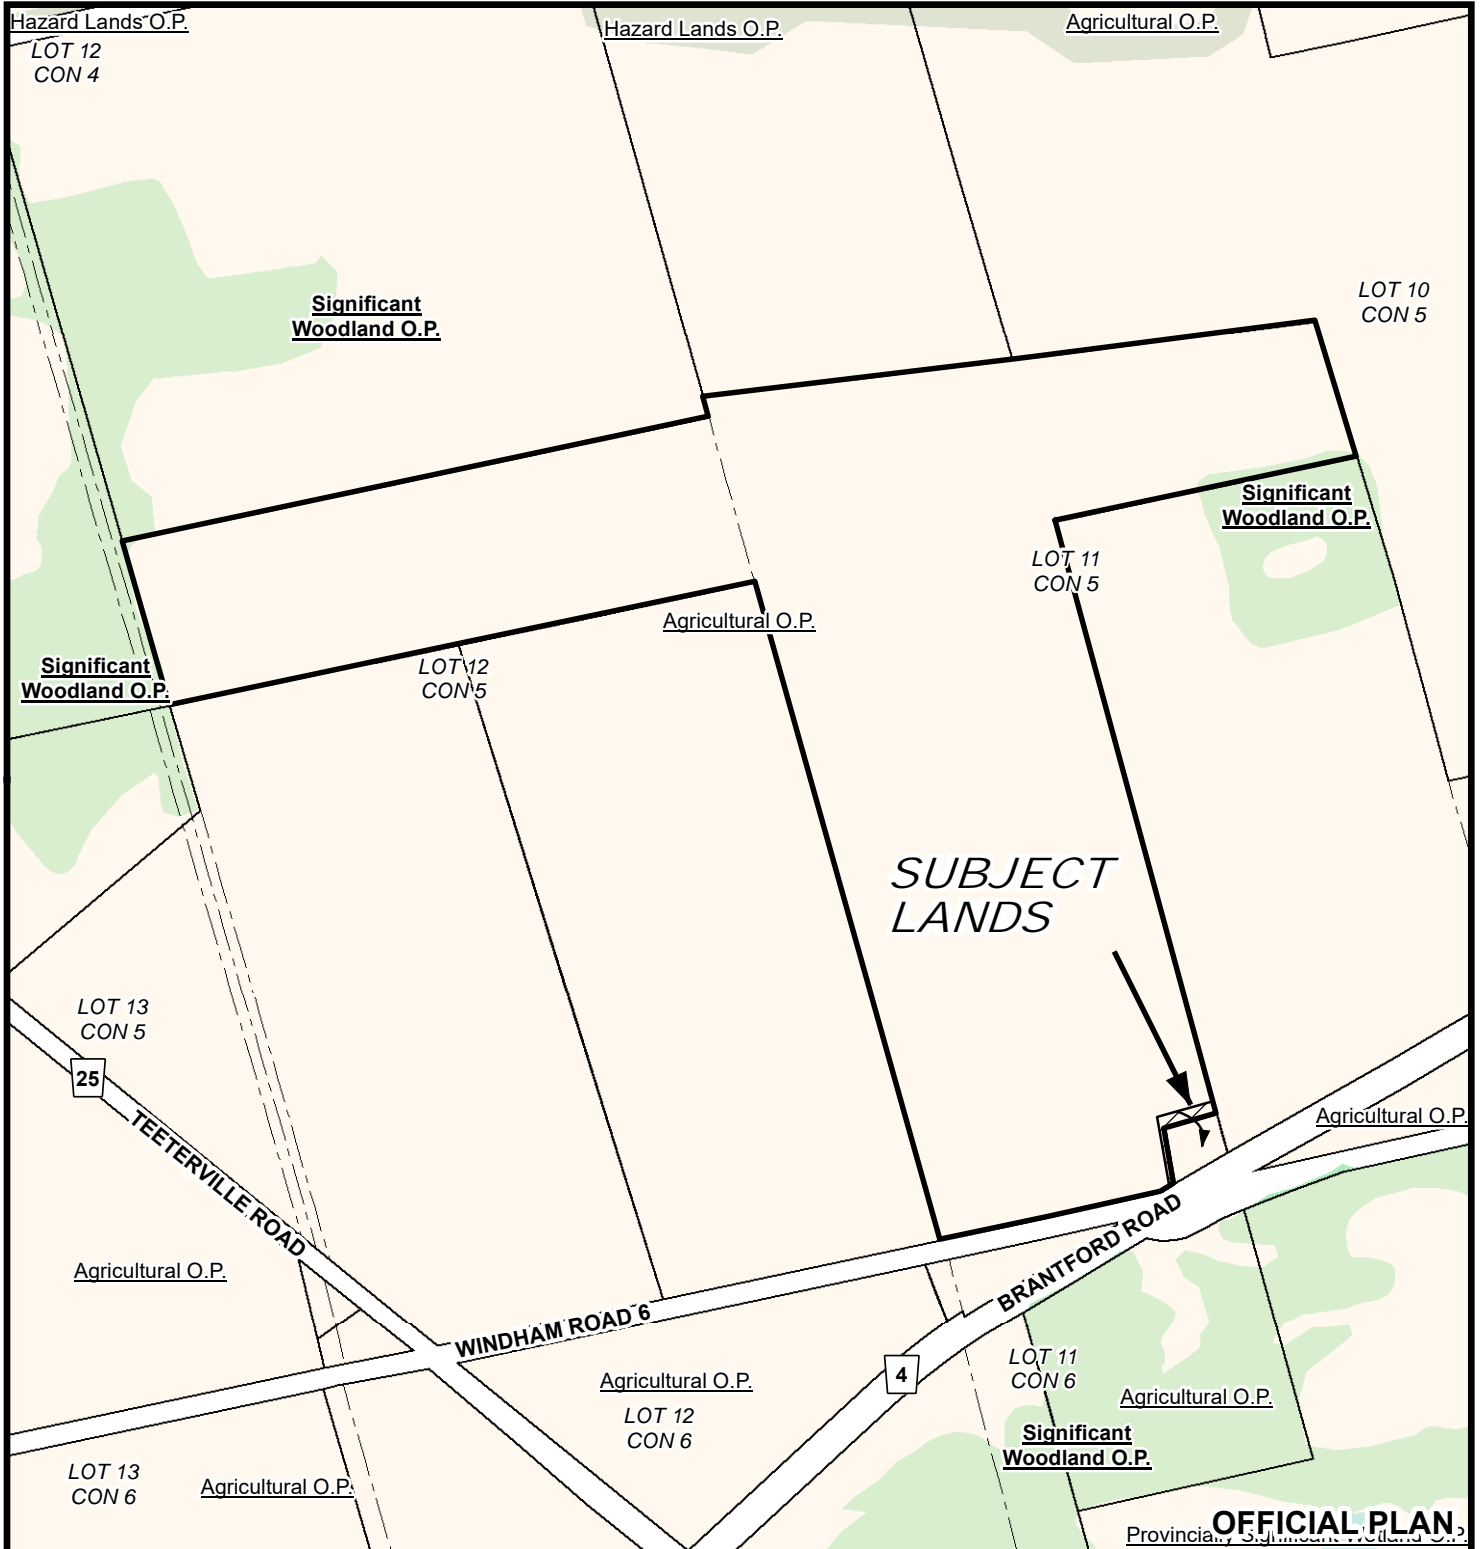 Hazard Lands O.P.
Hazard Lands O.P.
Agricultural O.P.
LOT 12
CON 4
LOT 10
CON 5
Significant
Woodland O.P.
Significant
Woodland O.P.
LOT 11
CON 5
Agricultural O.P.
Significant
Woodland O.P.
LOT 12
CON 5
SUBJECT
LANDS
LOT 13
CON 5
25
TEETERVILLE ROAD
Agricultural O.P.
Agricultural O.P.
BRANTFORD ROAD
WINDHAM ROAD 6
4
LOT 11
CON 6
Agricultural O.P.
Agricultural O.P.
LOT 12
CON 6
Significant
Woodland O.P.
LOT 13
CON 6
Agricultural O.P.
OFFICIAL PLAN
Provincially Significant Wetland O.P.